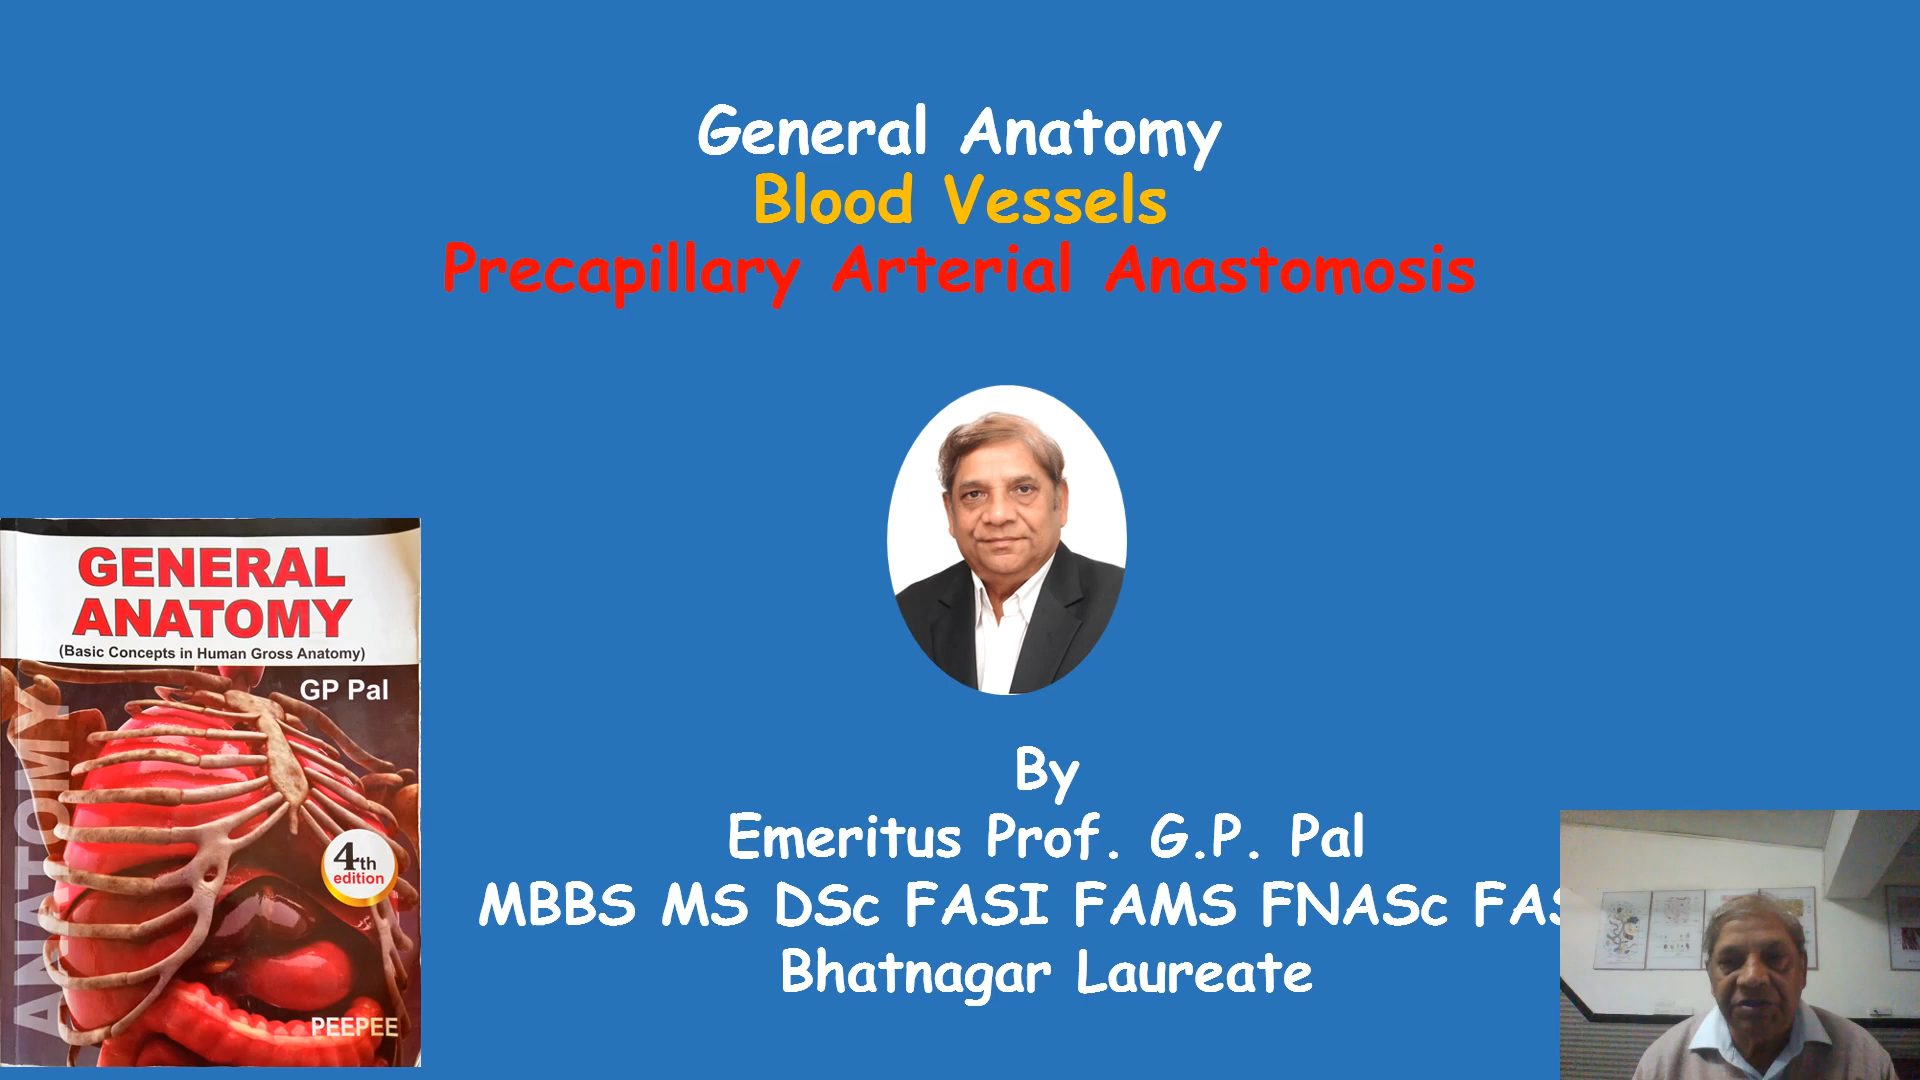 General Anatomy
Blood Vessels
Precapillary Arterial Anastomosis
GENERAL
ANATOMY
(Basic Concepts in Human Gross Anatomy)
GP Pal
ANATOMY
4th
edition
PEEPEE
By
Emeritus Prof. G.P. Pal
MBBS MS DSc FASI FAMS FNASc
Bhatnagar Laureate